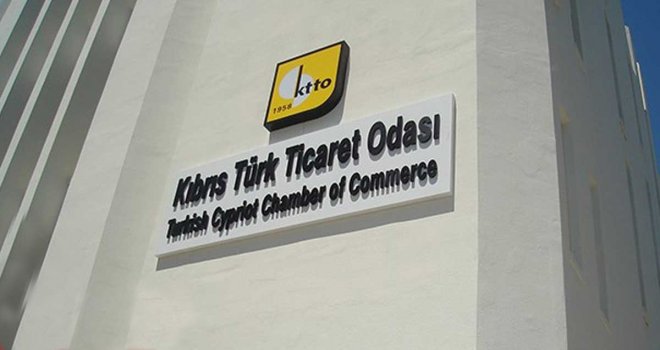 ktto
1958
Kıbrıs Türk Ticaret Odası
Turkish Cypriot Chamber of Commerce